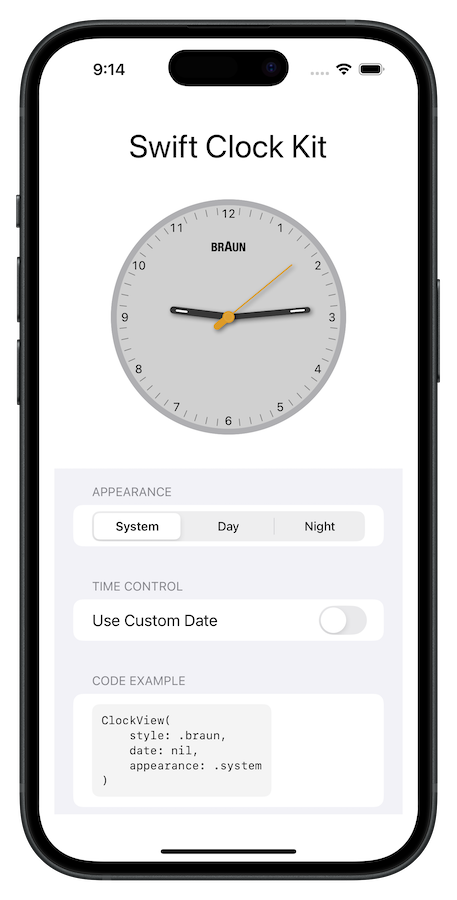 9:14
Swift Clock Kit
12
11
1
BRAUN
10
2
9
3
8
4
7
5
6
APPEARANCE
System Day Night
TIME CONTROL
Use Custom Date
CODE EXAMPLE
ClockView(
    style: .braun,
    date: nil,
    appearance: .system
)